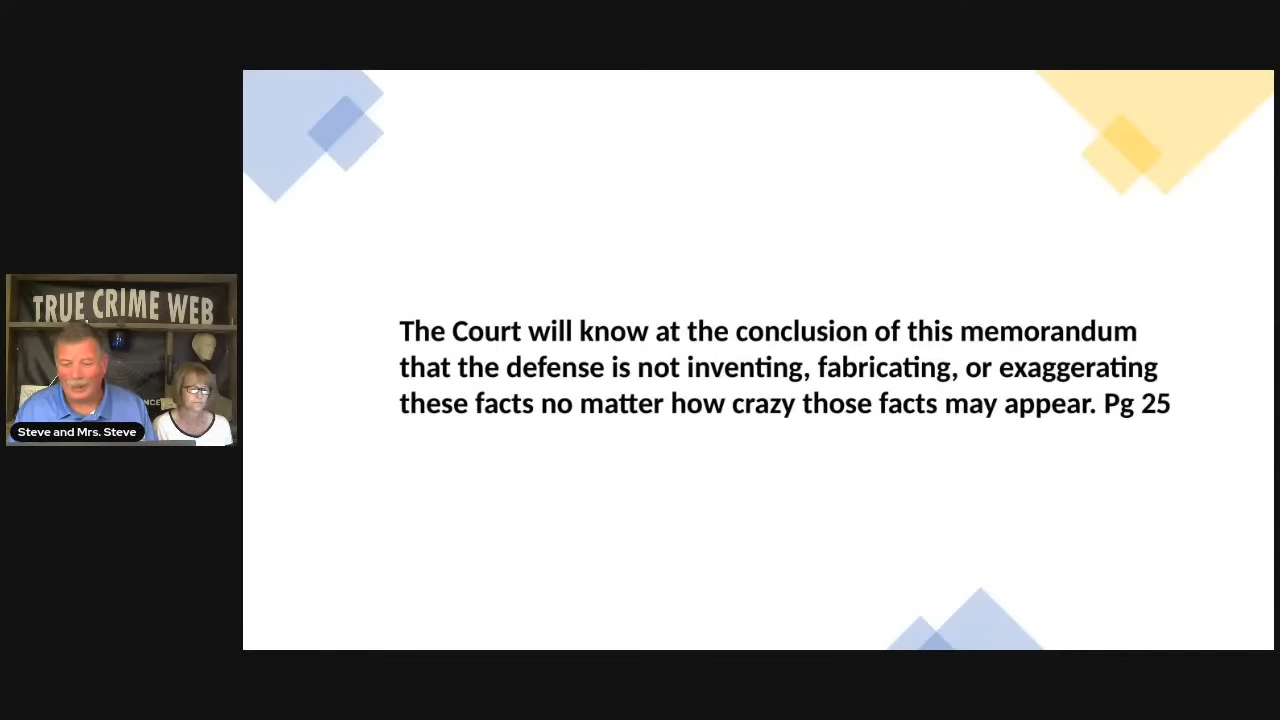 TRUE CRIME WEB
Steve and Mrs. Steve
The Court will know at the conclusion of this memorandum
that the defense is not inventing, fabricating, or exaggerating
these facts no matter how crazy those facts may appear. Pg 25